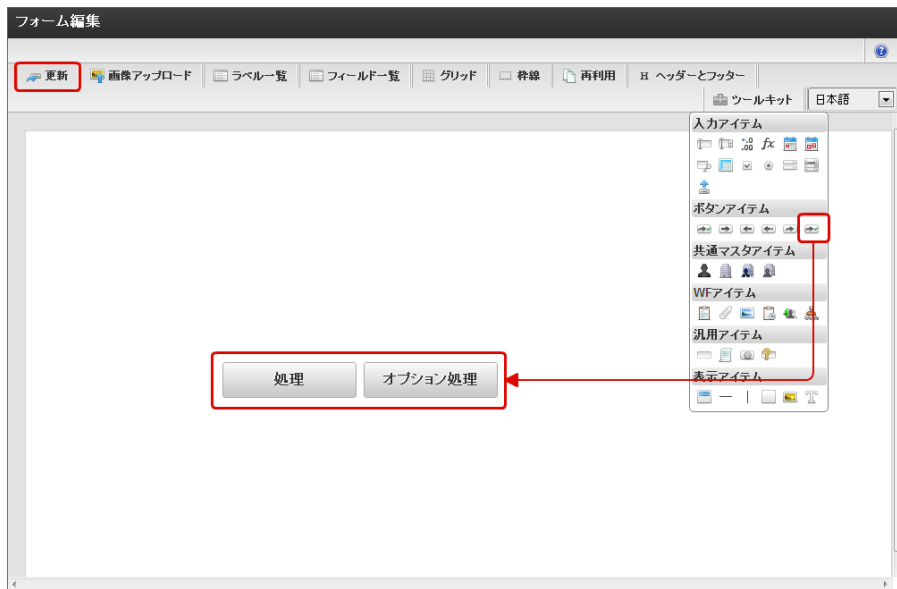 フォーム編集
更新 画像アップロード ラベル一覧 フィールド一覧 グリッド 枠線 再利用 H ヘッダーとフッター
ツールキット 日本語
入力アイテム
ボタンアイテム
共通マスタアイテム
WFアイテム
汎用アイテム
表示アイテム
処理 オプション処理